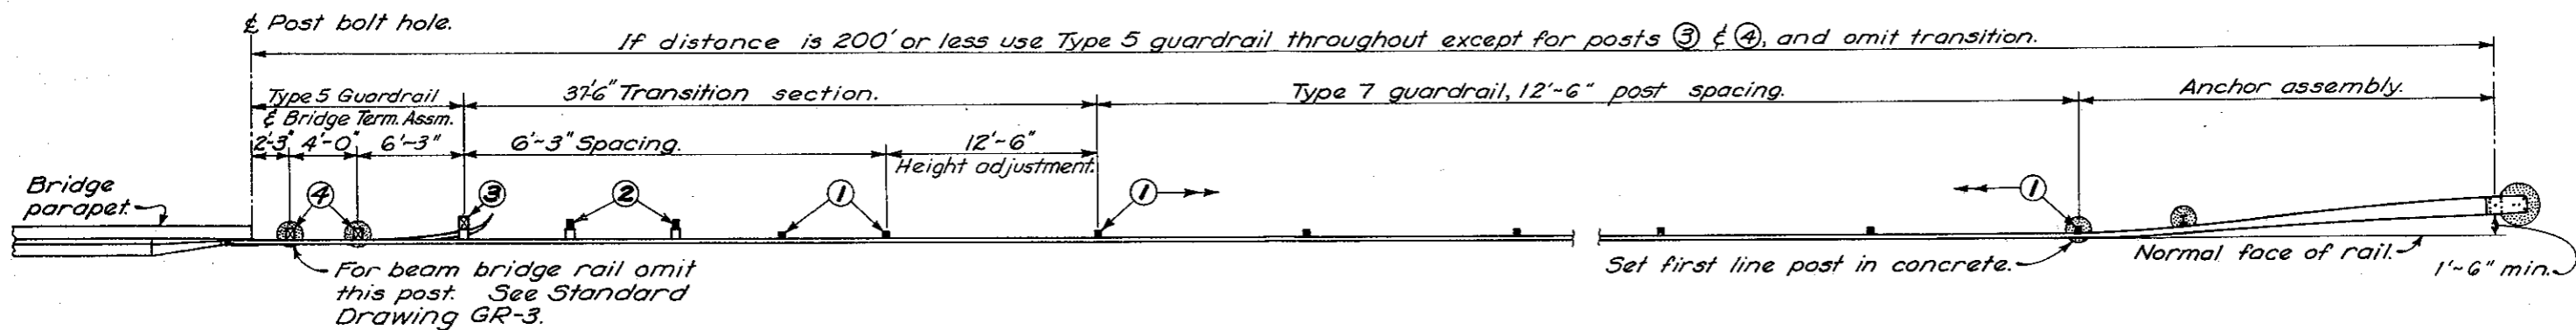 ₵ Post bolt hole.
If distance is 200' or less use Type 5 guardrail throughout except for posts ③ & ④, and omit transition.
Type 5 Guardrail
& Bridge Term. Assm.
37'6" Transition section.
Type 7 guardrail, 12'~6" post spacing.
Anchor assembly.
2'-3" 4'-0" 6'~3"
6'~3" Spacing.
12'~6"
Height adjustment.
Bridge
parapet.
④
③
②
①
①
①
For beam bridge rail omit
this post. See Standard
Drawing GR-3.
Set first line post in concrete.
Normal face of rail.
1'~6" min.